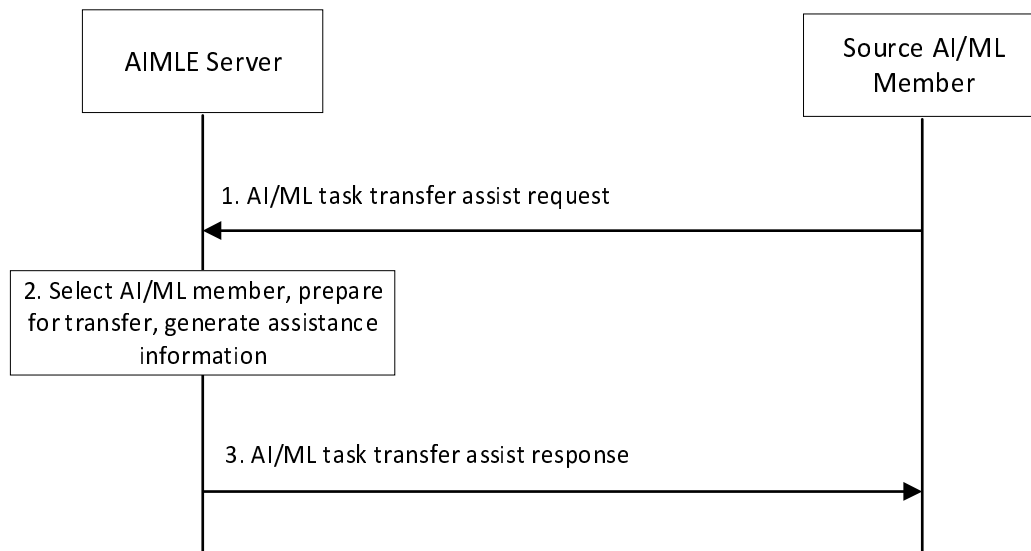 AIMLE Server
Source AI/ML
Member
1. AI/ML task transfer assist request
2. Select AI/ML member, prepare
for transfer, generate assistance
information
3. AI/ML task transfer assist response